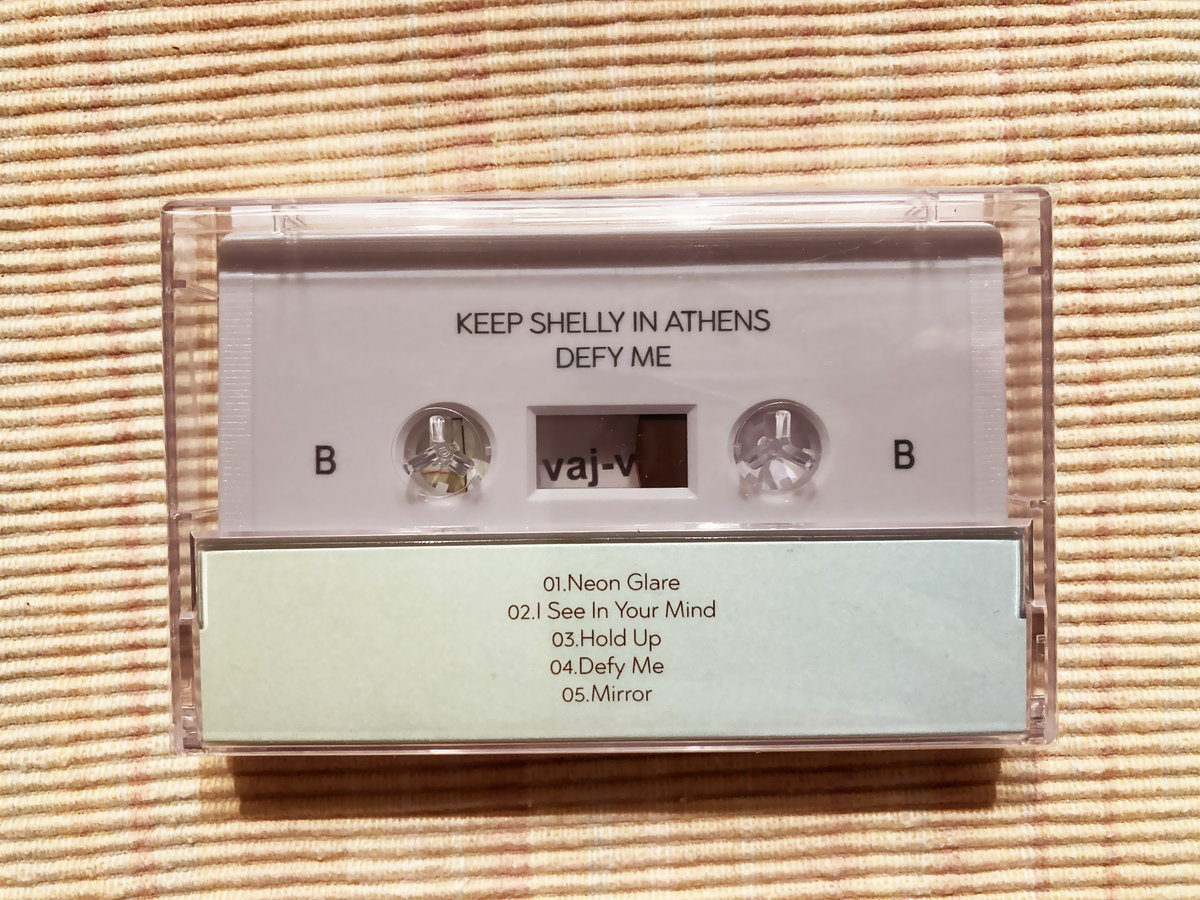 KEEP SHELLY IN ATHENS
DEFY ME
B
vaj-v
B
01.Neon Glare
02.I See In Your Mind
03.Hold Up
04.Defy Me
05.Mirror